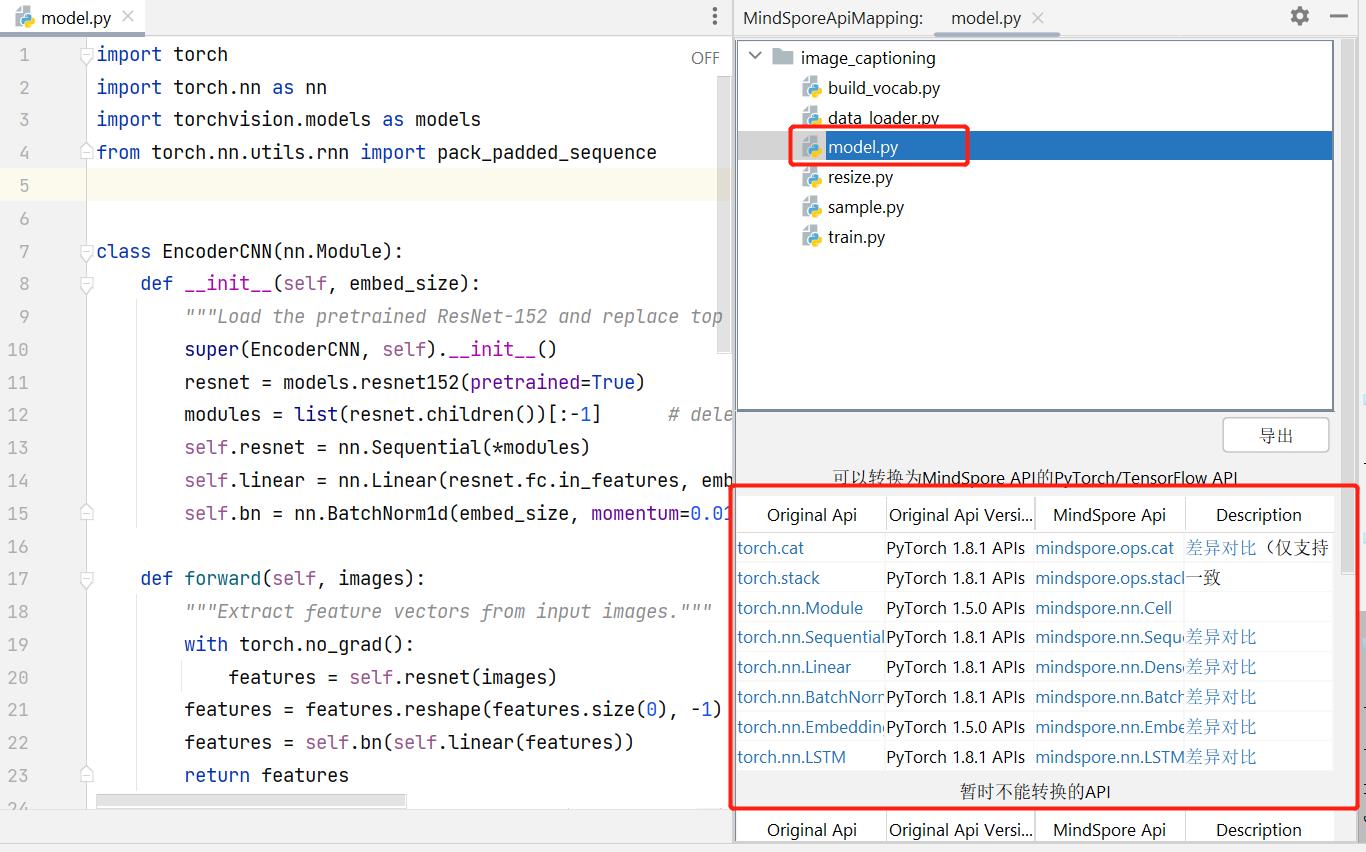 model.py
1 import torch
OFF
2 import torch.nn as nn
3 import torchvision.models as models
4 from torch.nn.utils.rnn import pack_padded_sequence
5
6
7 class EncoderCNN(nn.Module):
8 def __init__(self, embed_size):
9 """Load the pretrained ResNet-152 and replace top
10 super(EncoderCNN, self).__init__()
11 resnet = models.resnet152(pretrained=True)
12 modules = list(resnet.children())[:-1] # dele
13 self.resnet = nn.Sequential(*modules)
14 self.linear = nn.Linear(resnet.fc.in_features, emb
15 self.bn = nn.BatchNorm1d(embed_size, momentum=0.01
16
17 def forward(self, images):
18 """Extract feature vectors from input images."""
19 with torch.no_grad():
20 features = self.resnet(images)
21 features = features.reshape(features.size(0), -1)
22 features = self.bn(self.linear(features))
23 return features
24
MindSporeApiMapping: model.py
image_captioning
build_vocab.py
data_loader.py
model.py
resize.py
sample.py
train.py
导出
可以转换为MindSpore API的PyTorch/TensorFlow API
Original Api Original Api Versi... MindSpore Api Description
torch.cat PyTorch 1.8.1 APIs mindspore.ops.cat 差异对比（仅支持
torch.stack PyTorch 1.8.1 APIs mindspore.ops.stack 一致
torch.nn.Module PyTorch 1.5.0 APIs mindspore.nn.Cell
torch.nn.Sequential PyTorch 1.8.1 APIs mindspore.nn.Sequ 差异对比
torch.nn.Linear PyTorch 1.8.1 APIs mindspore.nn.Dens 差异对比
torch.nn.BatchNorm PyTorch 1.8.1 APIs mindspore.nn.Batch 差异对比
torch.nn.Embedding PyTorch 1.5.0 APIs mindspore.nn.Embe 差异对比
torch.nn.LSTM PyTorch 1.8.1 APIs mindspore.nn.LSTM 差异对比
暂时不能转换的API
Original Api Original Api Versi... MindSpore Api Description